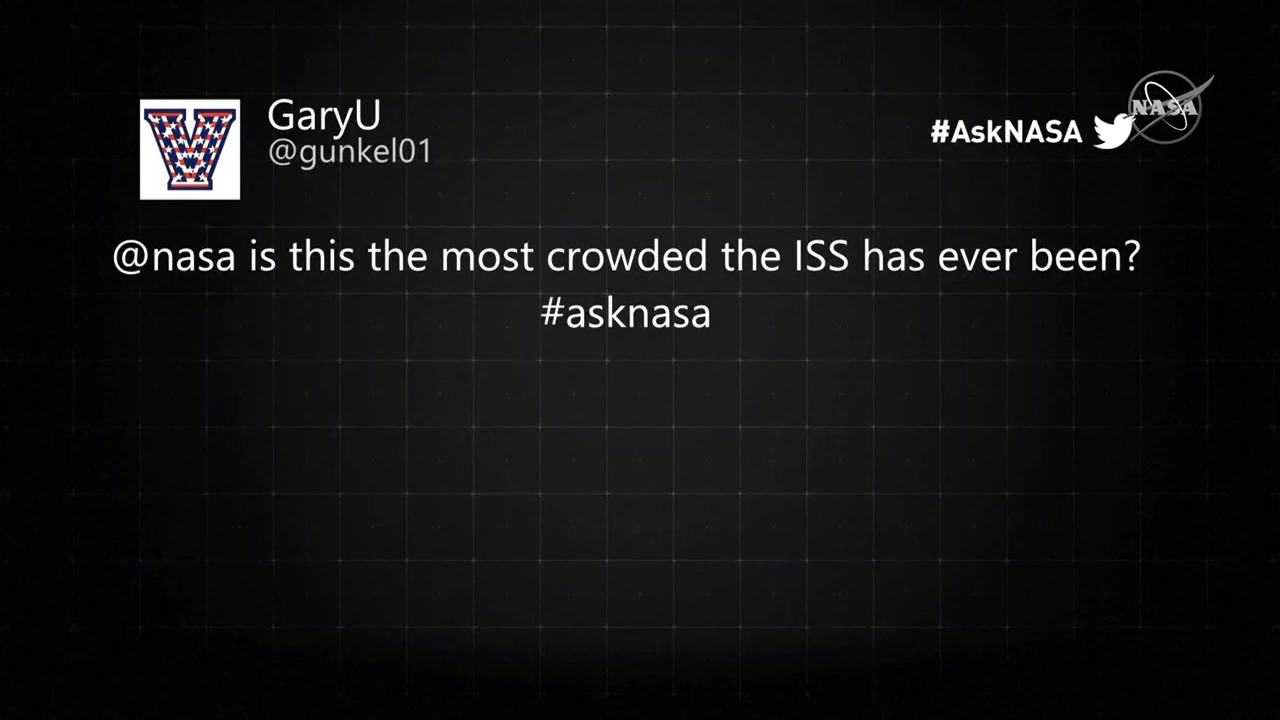 GaryU
@gunkel01
#AskNASA
NASA
@nasa is this the most crowded the ISS has ever been?
#asknasa